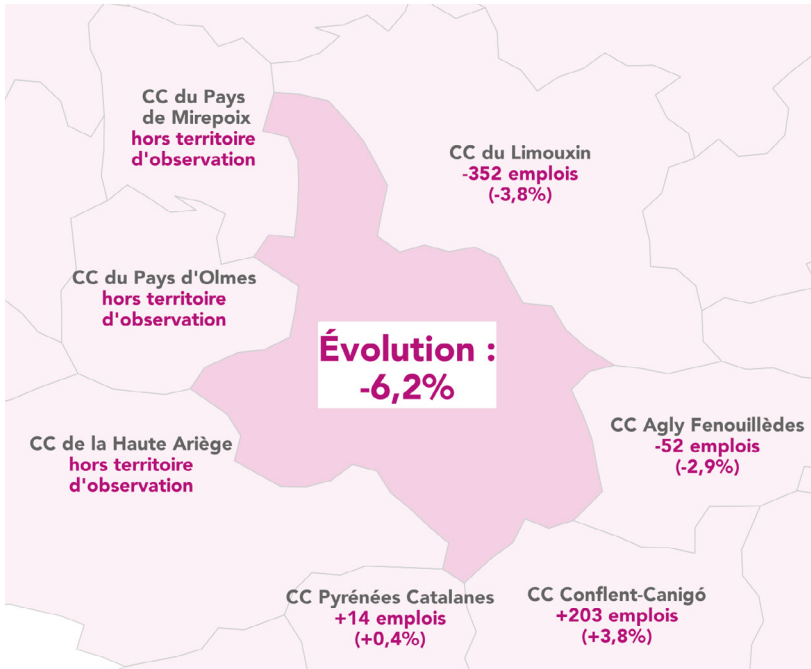 CC du Pays
de Mirepoix
hors territoire
d'observation
CC du Limouxin
-352 emplois
(-3,8%)
CC du Pays d'Olmes
hors territoire
d'observation
Évolution :
-6,2%
CC de la Haute Ariège
hors territoire
d'observation
CC Agly Fenouillèdes
-52 emplois
(-2,9%)
CC Pyrénées Catalanes
+14 emplois
(+0,4%)
CC Conflent-Canigó
+203 emplois
(+3,8%)